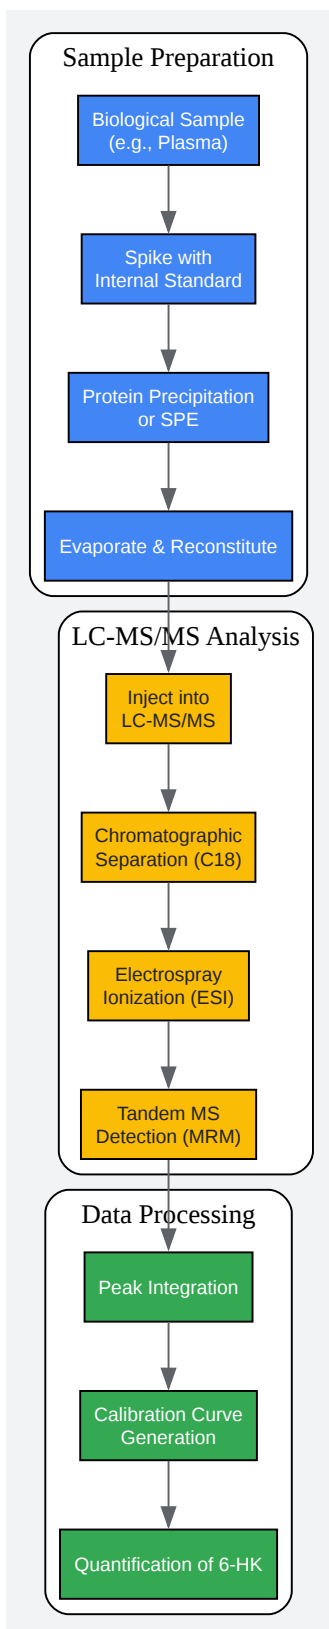 Sample Preparation
Biological Sample
(e.g., Plasma)
Spike with
Internal Standard
Protein Precipitation
or SPE
Evaporate & Reconstitute
LC-MS/MS Analysis
Inject into
LC-MS/MS
Chromatographic
Separation (C18)
Electrospray
Ionization (ESI)
Tandem MS
Detection (MRM)
Data Processing
Peak Integration
Calibration Curve
Generation
Quantification of 6-HK